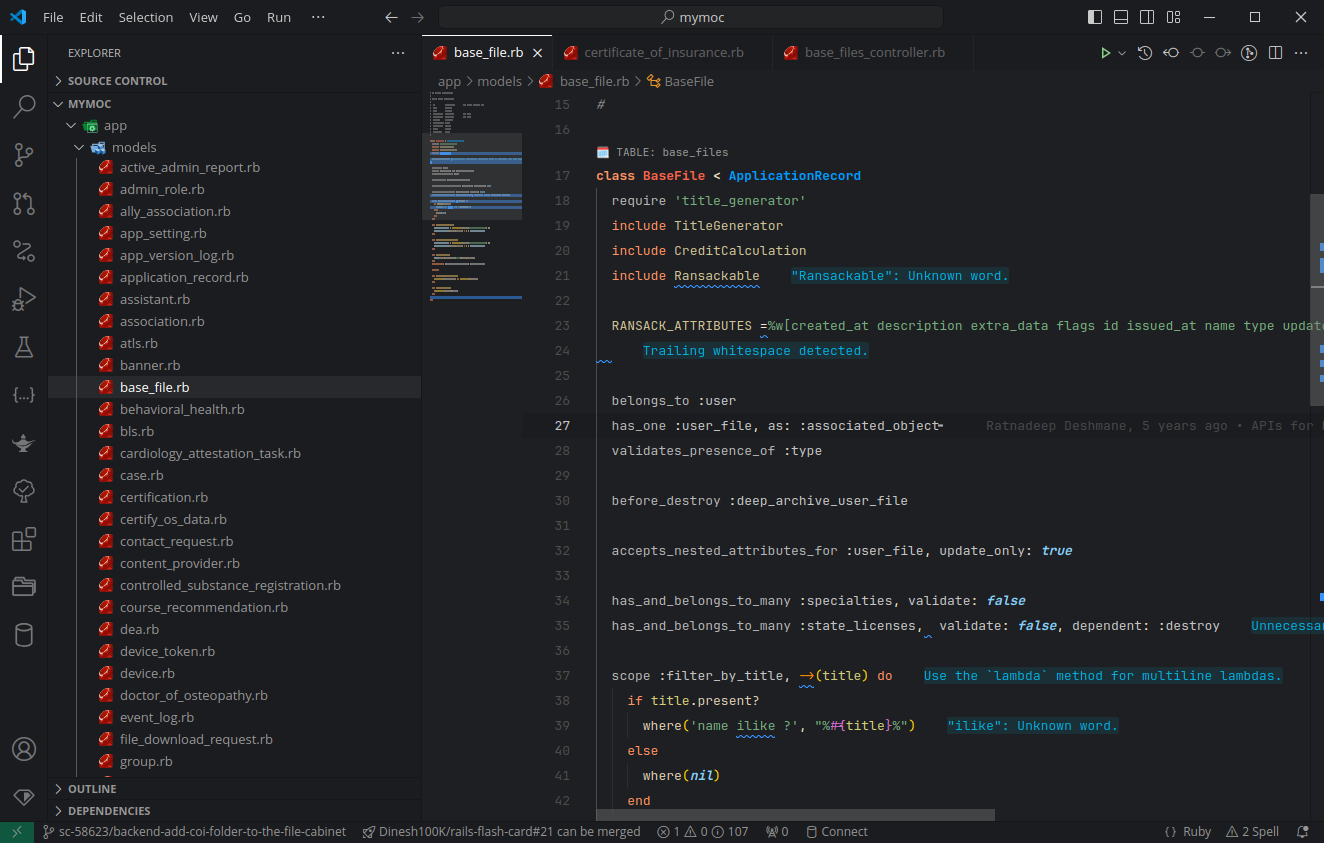 File Edit Selection View Go Run ··· mymoc
EXPLORER ···
SOURCE CONTROL
MYMOC
app
models
active_admin_report.rb
admin_role.rb
ally_association.rb
app_setting.rb
app_version_log.rb
application_record.rb
assistant.rb
association.rb
atls.rb
banner.rb
base_file.rb
behavioral_health.rb
bls.rb
cardiology_attestation_task.rb
case.rb
certification.rb
certify_os_data.rb
contact_request.rb
content_provider.rb
controlled_substance_registration.rb
course_recommendation.rb
dea.rb
device_token.rb
device.rb
doctor_of_osteopathy.rb
event_log.rb
file_download_request.rb
group.rb
OUTLINE
DEPENDENCIES
base_file.rb certificate_of_insurance.rb base_files_controller.rb ···
app > models > base_file.rb > BaseFile
15 #
16
TABLE: base_files
17 class BaseFile < ApplicationRecord
18 require 'title_generator'
19 include TitleGenerator
20 include CreditCalculation
21 include Ransackable "Ransackable": Unknown word.
22
23 RANSACK_ATTRIBUTES =%w[created_at description extra_data flags id issued_at name type updat
24 Trailing whitespace detected.
25
26 belongs_to :user
27 has_one :user_file, as: :associated_object Ratnadeep Deshmane, 5 years ago • APIs for
28 validates_presence_of :type
29
30 before_destroy :deep_archive_user_file
31
32 accepts_nested_attributes_for :user_file, update_only: true
33
34 has_and_belongs_to_many :specialties, validate: false
35 has_and_belongs_to_many :state_licenses,  validate: false, dependent: :destroy Unnecessar
36
37 scope :filter_by_title, ->(title) do Use the `lambda` method for multiline lambdas.
38 if title.present?
39 where('name ilike ?', "%#{title}%") "ilike": Unknown word.
40 else
41 where(nil)
42 end
sc-58623/backend-add-coi-folder-to-the-file-cabinet Dinesh100K/rails-flash-card#21 can be merged 1 0 107 0 Connect {} Ruby 2 Spell